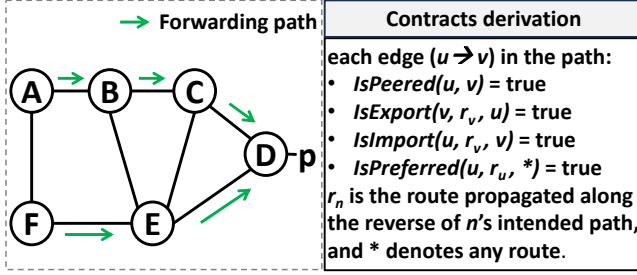 Forwarding path
A
B
C
D
p
F
E
Contracts derivation
each edge (u → v) in the path:
• IsPeered(u, v) = true
• IsExport(v, rᵥ, u) = true
• IsImport(u, rᵥ, v) = true
• IsPreferred(u, rᵤ, *) = true
rₙ is the route propagated along
the reverse of n's intended path,
and * denotes any route.